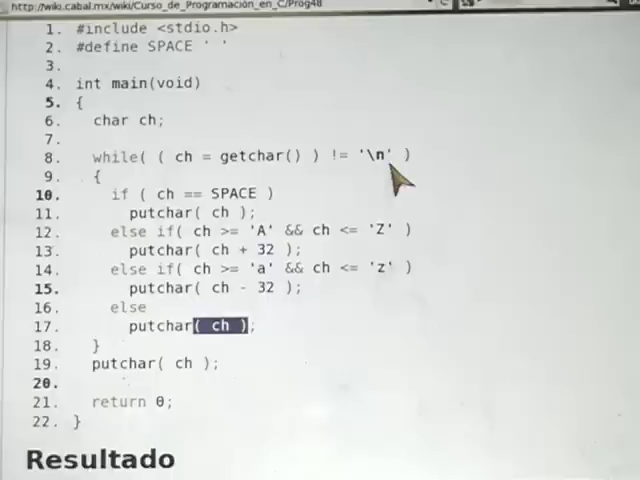 http://wiki.cabal.mx/wiki/Curso_de_Programación_en_C/Prog48
1. #include <stdio.h>
2. #define SPACE ' '
3.
4. int main(void)
5. {
6. char ch;
7.
8. while( ( ch = getchar() ) != '\n' )
9. {
10. if ( ch == SPACE )
11. putchar( ch );
12. else if( ch >= 'A' && ch <= 'Z' )
13. putchar( ch + 32 );
14. else if( ch >= 'a' && ch <= 'z' )
15. putchar( ch - 32 );
16. else
17. putchar( ch );
18. }
19. putchar( ch );
20.
21. return 0;
22. }
Resultado